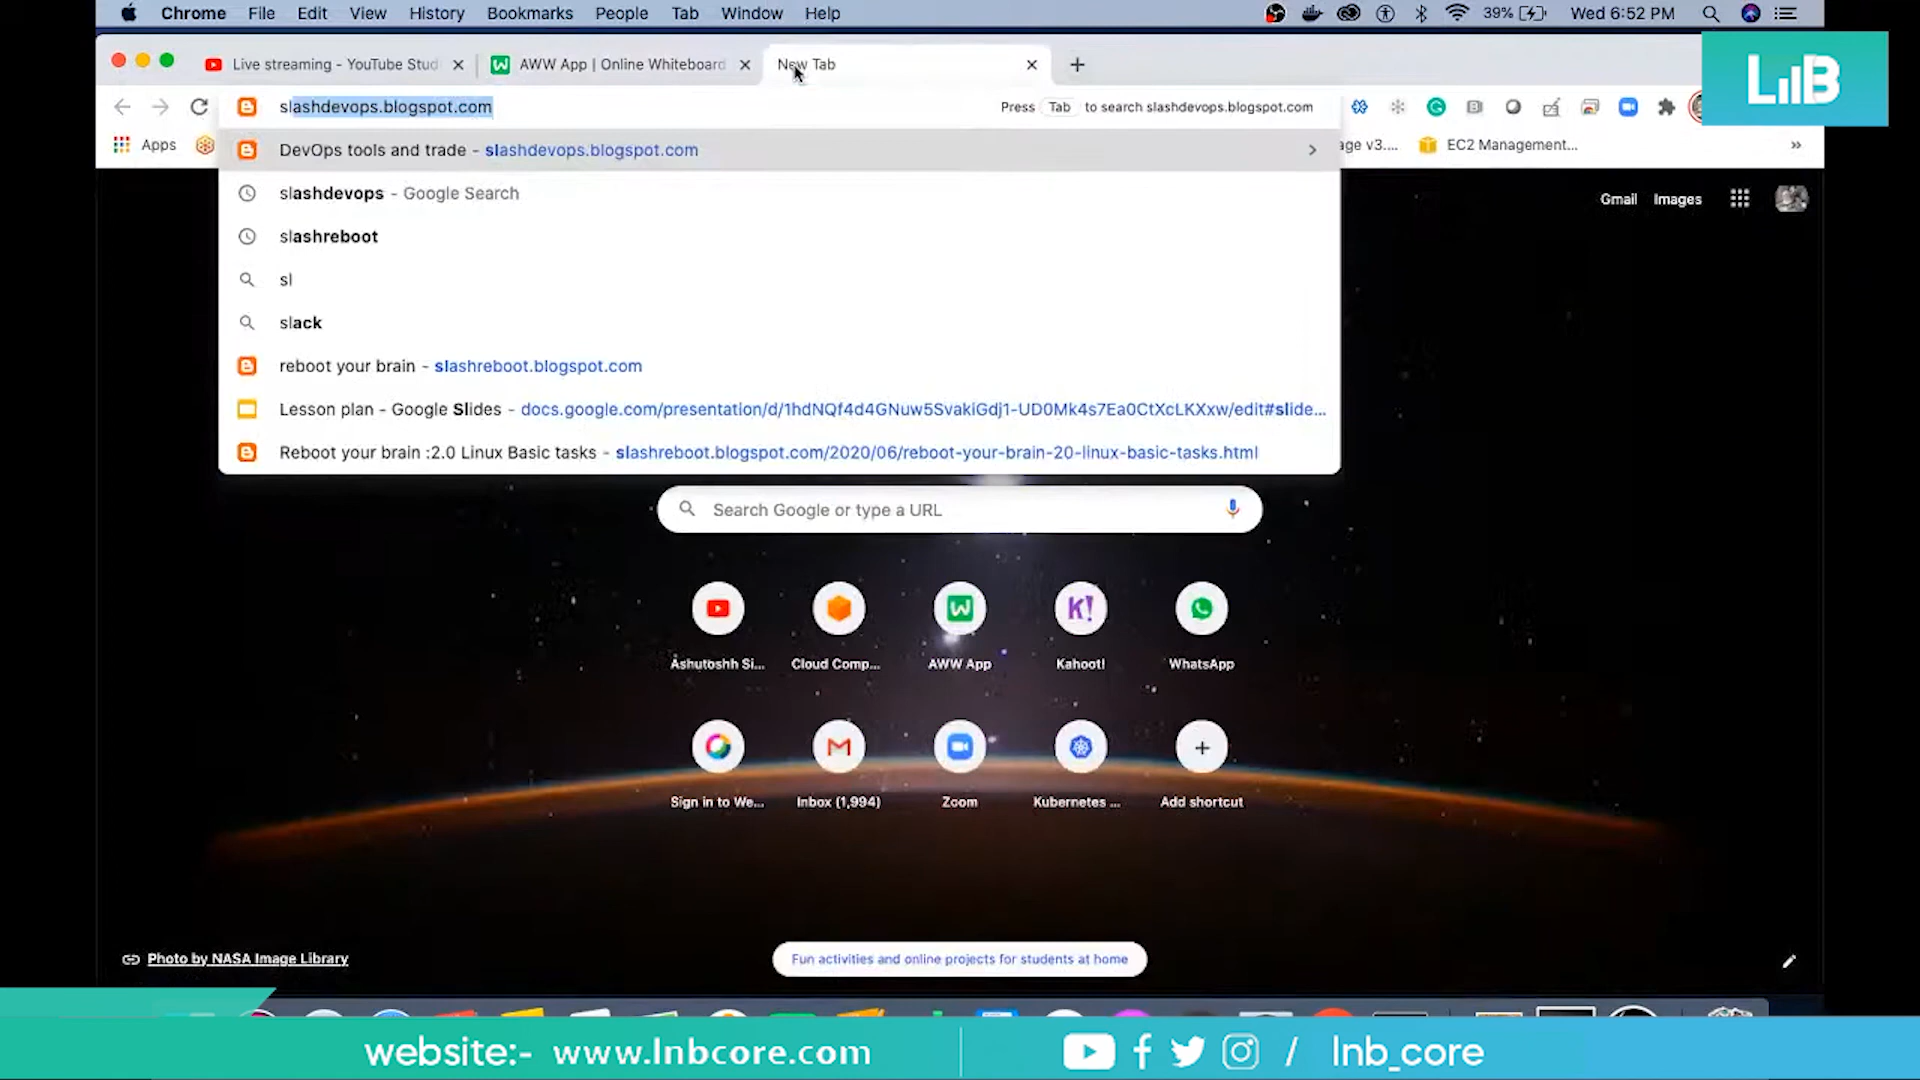 Chrome File Edit View History Bookmarks People Tab Window Help 39% Wed 6:52 PM
Live streaming - YouTube Stud AWW App | Online Whiteboard New Tab
LNB
slashdevops.blogspot.com Press Tab to search slashdevops.blogspot.com
Apps age v3.... EC2 Management...
DevOps tools and trade - slashdevops.blogspot.com
slashdevops - Google Search
Gmail Images
slashreboot
sl
slack
reboot your brain - slashreboot.blogspot.com
Lesson plan - Google Slides - docs.google.com/presentation/d/1hdNQf4d4GNuw5SvakiGdj1-UD0Mk4s7Ea0CtXcLKXxw/edit#slide...
Reboot your brain :2.0 Linux Basic tasks - slashreboot.blogspot.com/2020/06/reboot-your-brain-20-linux-basic-tasks.html
Search Google or type a URL
K!
Ashutoshh Si... Cloud Comp... AWW App Kahoot! WhatsApp
Sign in to We... Inbox (1,994) Zoom Kubernetes ... Add shortcut
Photo by NASA Image Library
Fun activities and online projects for students at home
website:- www.lnbcore.com / lnb_core